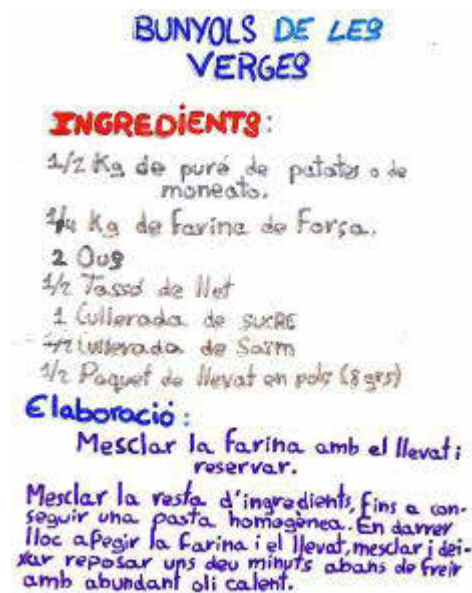 BUNYOLS DE LES
VERGES
INGREDIENTS:
1/2 Kg de puré de patates o de
moneato.
1/4 Kg de farina de Força.
2 Ous
1/2 Tassó de llet
1 Cullerada de sucre
1/2 Cullerada de Saïm
1/2 Paquet de llevat en pols (8 grs)
Elaboració:
Mesclar la farina amb el llevat i
reservar.
Mesclar la resta d'ingredients, fins a con-
seguir una pasta homogènea. En darrer
lloc afegir la farina i el llevat, mesclar i dei-
xar reposar uns deu minuts abans de freir
amb abundant oli calent.